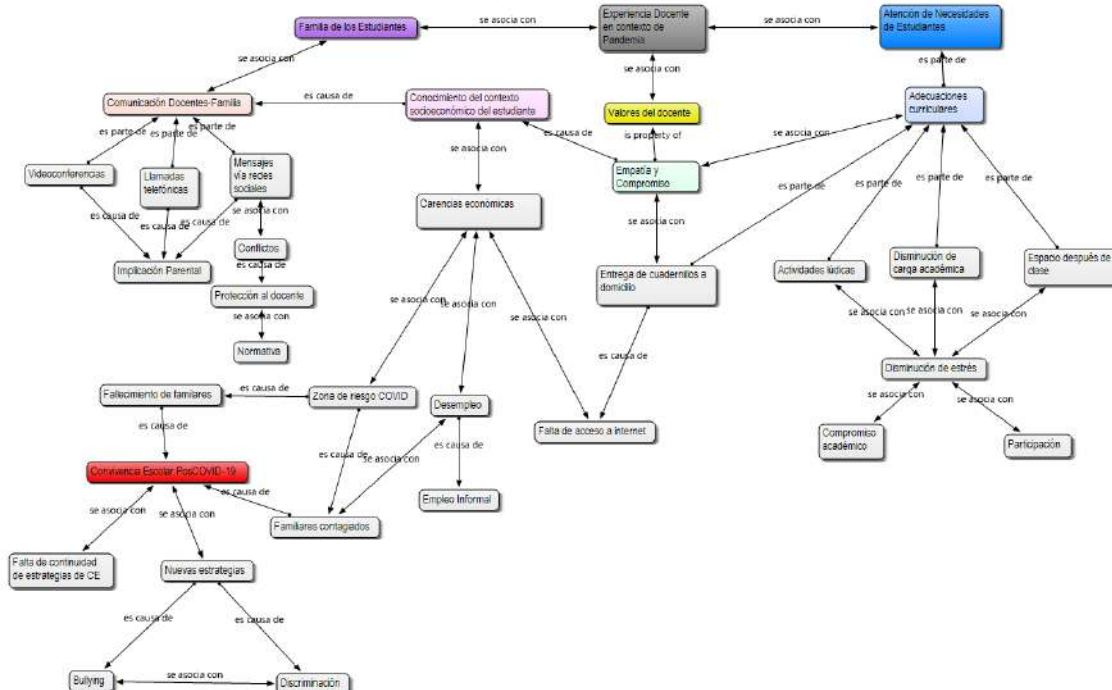 se asocia con
se asocia con
Familia de los Estudiantes
Experiencia Docente
en contexto de
Pandemia
Atención de Necesidades
de Estudiantes
se asocia con
se asocia con
es parte de
Comunicación Docentes-Familia
es causa de
Conocimiento del contexto
socioeconómico del estudiante
Valores del docente
Adecuaciones
curriculares
es parte de
es parte de
es parte de
es causa de
is property of
se asocia con
Videoconferencias
Llamadas
telefónicas
Mensajes
vía redes
sociales
se asocia con
Empatía y
Compromiso
es parte de
es parte de
es parte de
es parte de
es causa de
es causa de
es causa de
se asocia con
Carencias económicas
se asocia con
Conflictos
Implicación Parental
es causa de
Entrega de cuadernillos a
domicilio
Actividades lúdicas
Disminución de
carga académica
Espacio después de
clase
Protección al docente
se asocia con
se asocia con
se asocia con
se asocia con
se asocia con
se asocia con
se asocia con
Normativa
es causa de
Disminución de estrés
Fallecimiento de familares
es causa de
Zona de riesgo COVID
Desempleo
se asocia con
se asocia con
es causa de
Falta de acceso a internet
Compromiso
académico
Participación
es causa de
se asocia con
es causa de
Convivencia Escolar PosCOVID-19
es causa de
Empleo Informal
se asocia con
se asocia con
Familiares contagiados
Falta de continuidad
de estrategias de CE
Nuevas estrategias
es causa de
es causa de
Bullying
se asocia con
Discriminación